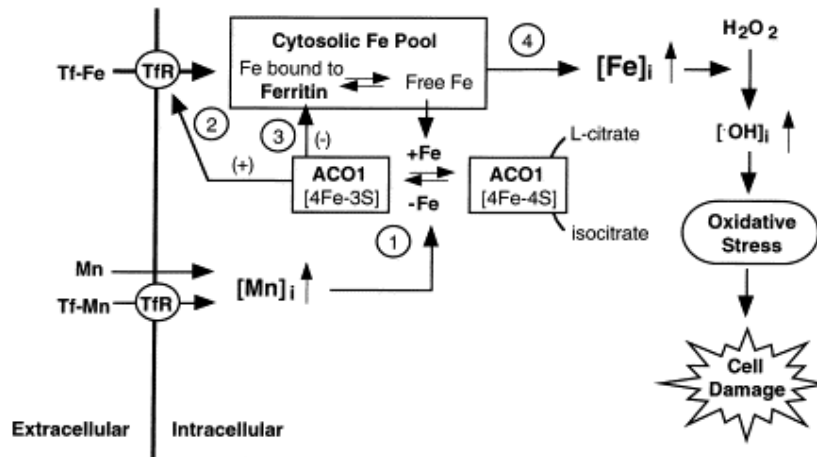 Cytosolic Fe Pool
Fe bound to
Ferritin
Free Fe
4
[Fe]i
H2O2
Tf-Fe
TfR
2
3
(-)
(+)
[·OH]i
L-citrate
+Fe
-Fe
ACO1
[4Fe-3S]
ACO1
[4Fe-4S]
isocitrate
1
Oxidative
Stress
Mn
Tf-Mn
TfR
[Mn]i
Cell
Damage
Extracellular
Intracellular